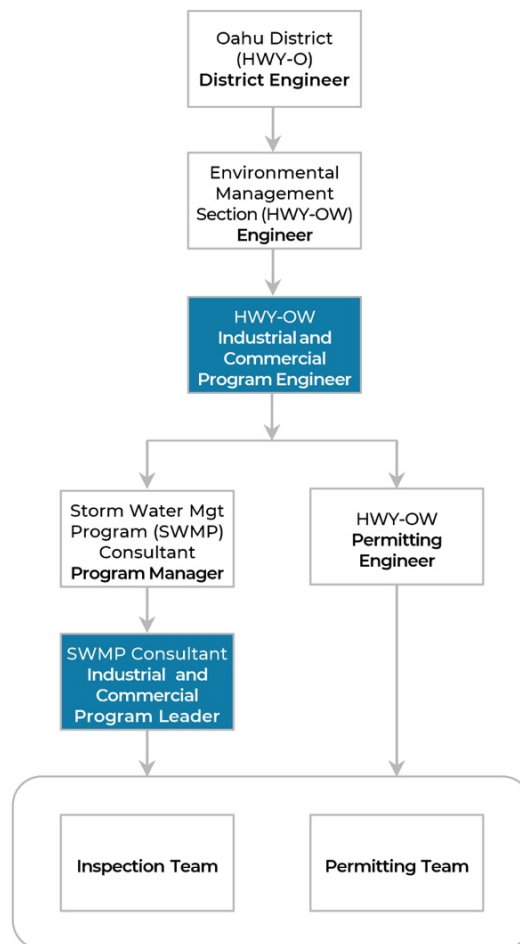 Oahu District
(HWY-O)
District Engineer
Environmental
Management
Section (HWY-OW)
Engineer
HWY-OW
Industrial and
Commercial
Program Engineer
Storm Water Mgt
Program (SWMP)
Consultant
Program Manager
HWY-OW
Permitting
Engineer
SWMP Consultant
Industrial and
Commercial
Program Leader
Inspection Team
Permitting Team